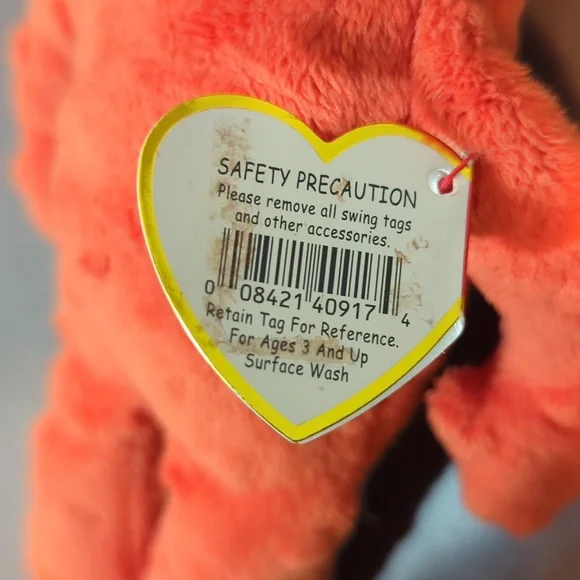 SAFETY PRECAUTION
Please remove all swing tags
and other accessories.
0 08421 40917 4
Retain Tag For Reference.
For Ages 3 And Up
Surface Wash